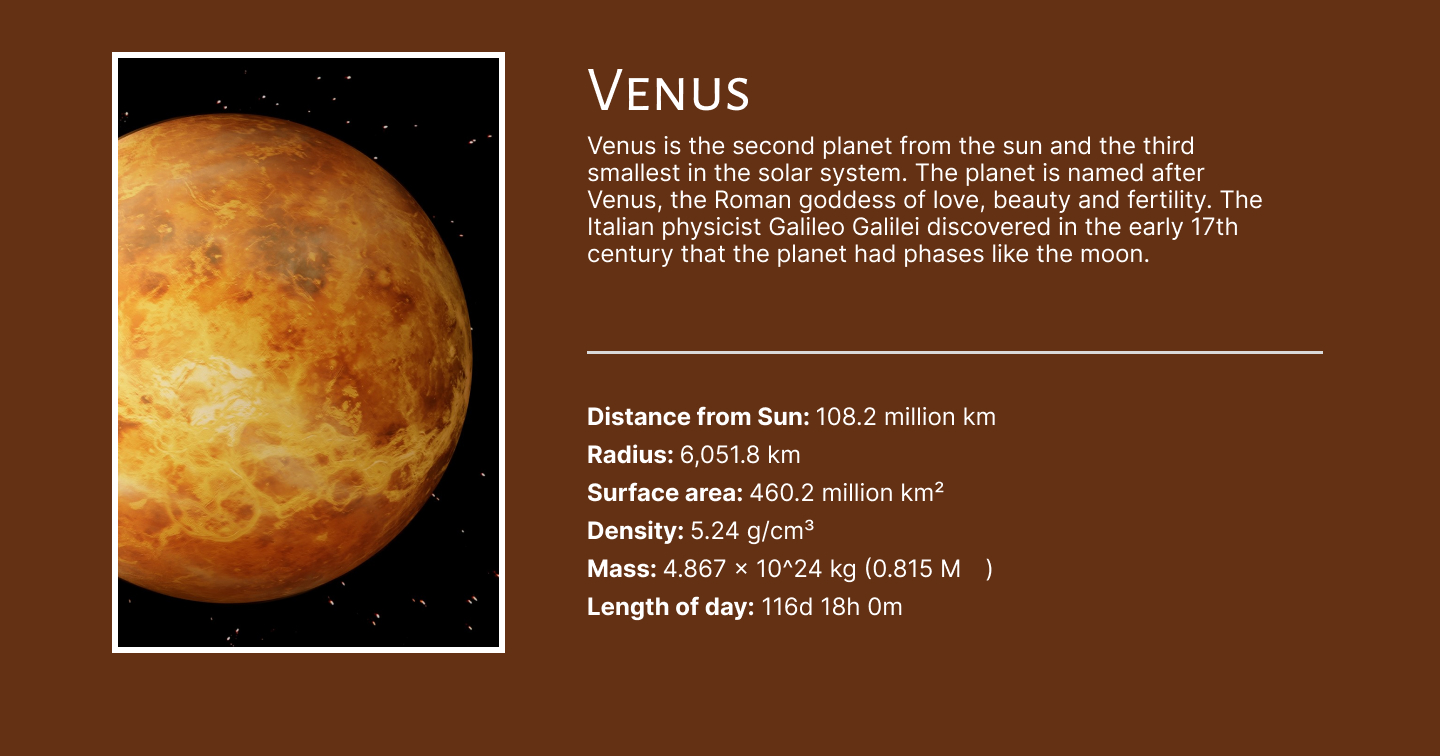 Venus
Venus is the second planet from the sun and the third
smallest in the solar system. The planet is named after
Venus, the Roman goddess of love, beauty and fertility. The
Italian physicist Galileo Galilei discovered in the early 17th
century that the planet had phases like the moon.
Distance from Sun: 108.2 million km
Radius: 6,051.8 km
Surface area: 460.2 million km²
Density: 5.24 g/cm³
Mass: 4.867 × 10^24 kg (0.815 M   )
Length of day: 116d 18h 0m